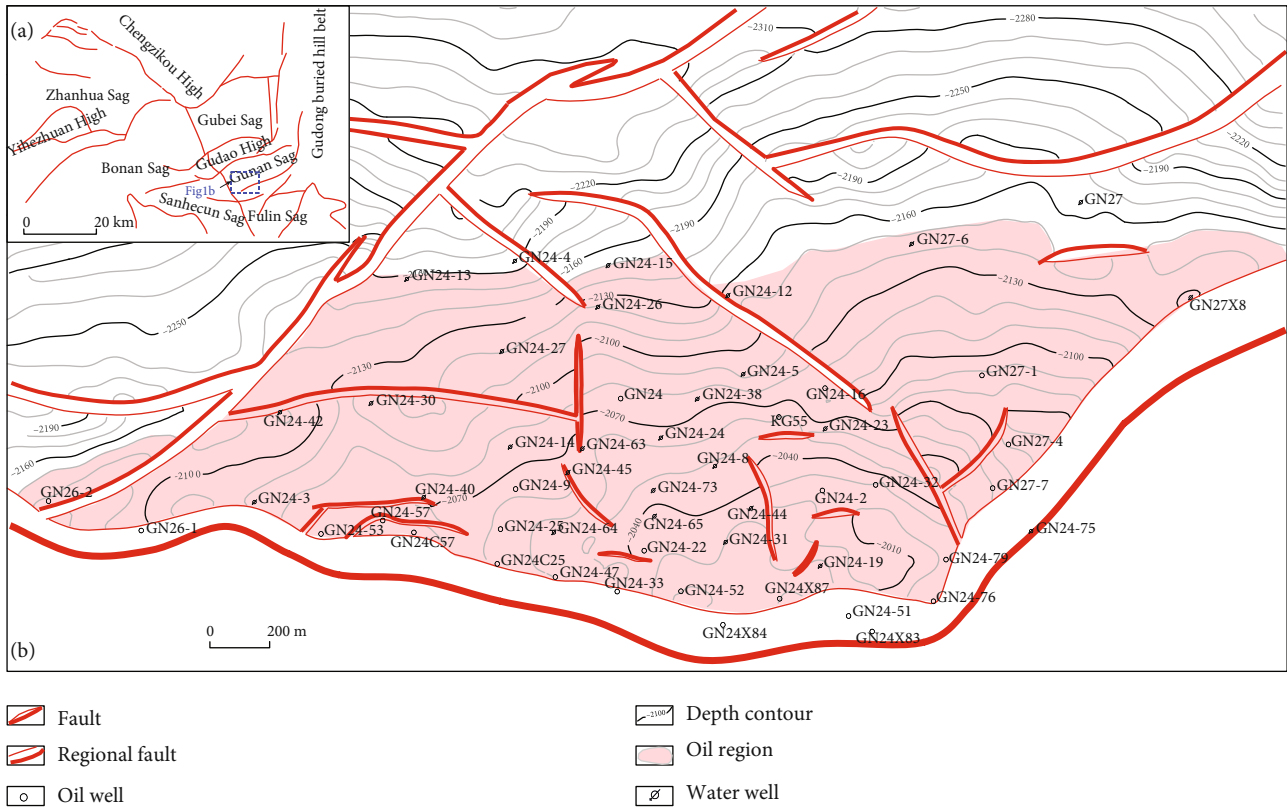 (a)
Chengzikou High
Zhanhua Sag
Yihezhuan High
Gubei Sag
Gudong buried hill belt
Gudao High
Bonan Sag
Gunan Sag
Fig1b
Sanhecun Sag
Fulin Sag
0 20 km
-2310
-2280
-2250
-2220
-2190
-2220
-2190
-2190
-2190
-2160
GN27
GN27-6
GN24-4
-2160
GN24-15
GN24-13
-2130
GN24-26
GN24-12
-2130
GN27X8
-2250
GN24-27
-2100
-2100
-2130
GN24-5
GN27-1
-2100
GN24-30
GN24
GN24-38
GN24-16
-2190
GN24-42
-2070
KG55
GN24-23
GN24-14
GN24-63
GN24-24
GN27-4
-2160
-2100
GN24-45
GN24-8
-2040
GN26-2
GN24-3
GN24-40
-2070
GN24-9
GN24-73
GN24-2
GN24-32
GN27-7
GN24-57
GN24-44
GN26-1
GN24-53
GN24C57
GN24-25
GN24-64
-2040
GN24-65
GN24-31
-2010
GN24-75
GN24-22
GN24C25
GN24-19
GN24-79
GN24-47
GN24-33
GN24-52
GN24X87
GN24-76
GN24-51
GN24X84
GN24X83
0 200 m
(b)
Fault
-2100 Depth contour
Regional fault
Oil region
Oil well
Water well